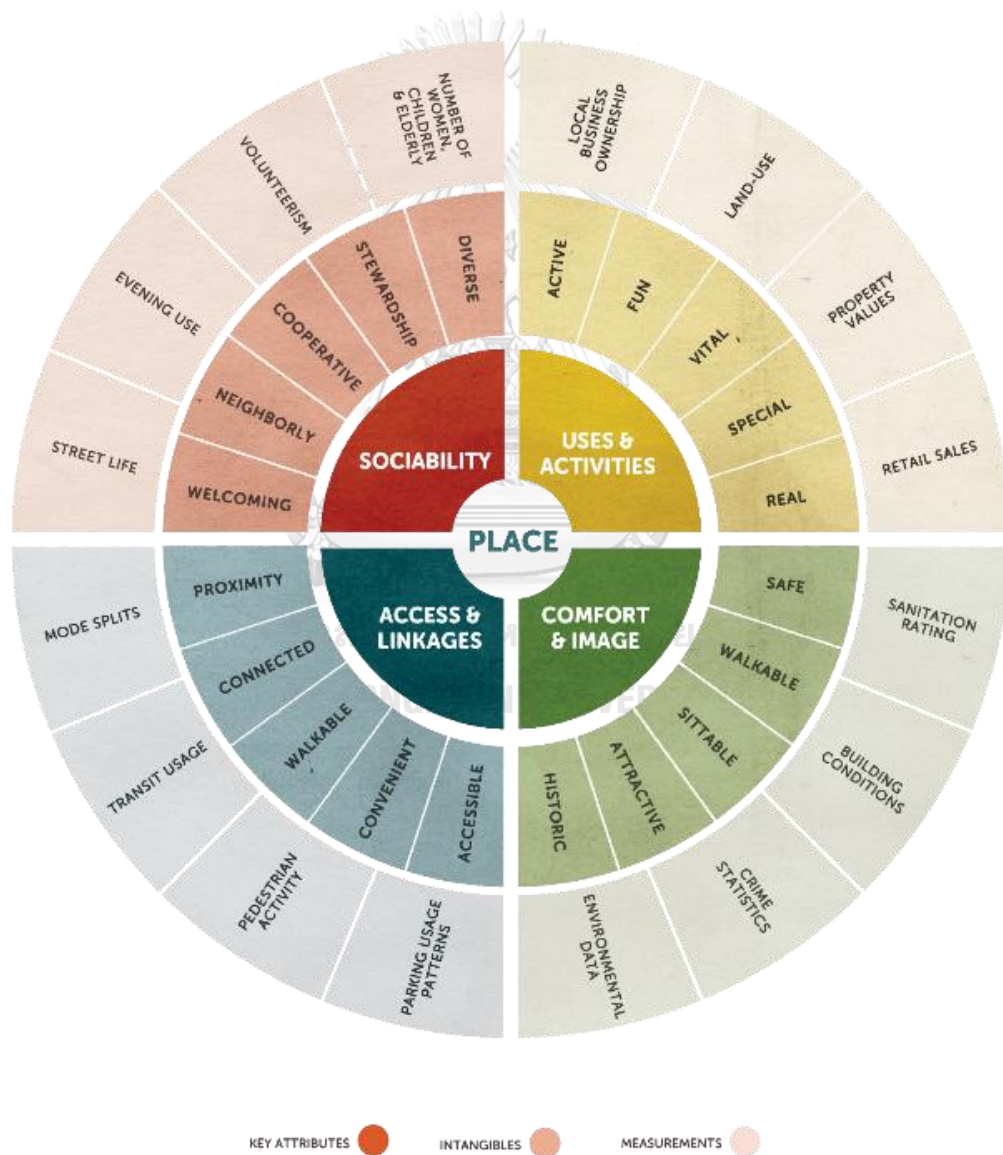 NUMBER OF
WOMEN,
CHILDREN
& ELDERLY
VOLUNTEERISM
EVENING USE
STREET LIFE
DIVERSE
STEWARDSHIP
COOPERATIVE
NEIGHBORLY
WELCOMING
SOCIABILITY
LOCAL
BUSINESS
OWNERSHIP
LAND-USE
PROPERTY
VALUES
RETAIL SALES
ACTIVE
FUN
VITAL
SPECIAL
REAL
USES &
ACTIVITIES
PLACE
ACCESS &
LINKAGES
PROXIMITY
CONNECTED
WALKABLE
CONVENIENT
ACCESSIBLE
MODE SPLITS
TRANSIT USAGE
PEDESTRIAN
ACTIVITY
PARKING USAGE
PATTERNS
COMFORT
& IMAGE
SAFE
WALKABLE
SITTABLE
ATTRACTIVE
HISTORIC
SANITATION
RATING
BUILDING
CONDITIONS
CRIME
STATISTICS
ENVIRONMENTAL
DATA
KEY ATTRIBUTES
INTANGIBLES
MEASUREMENTS